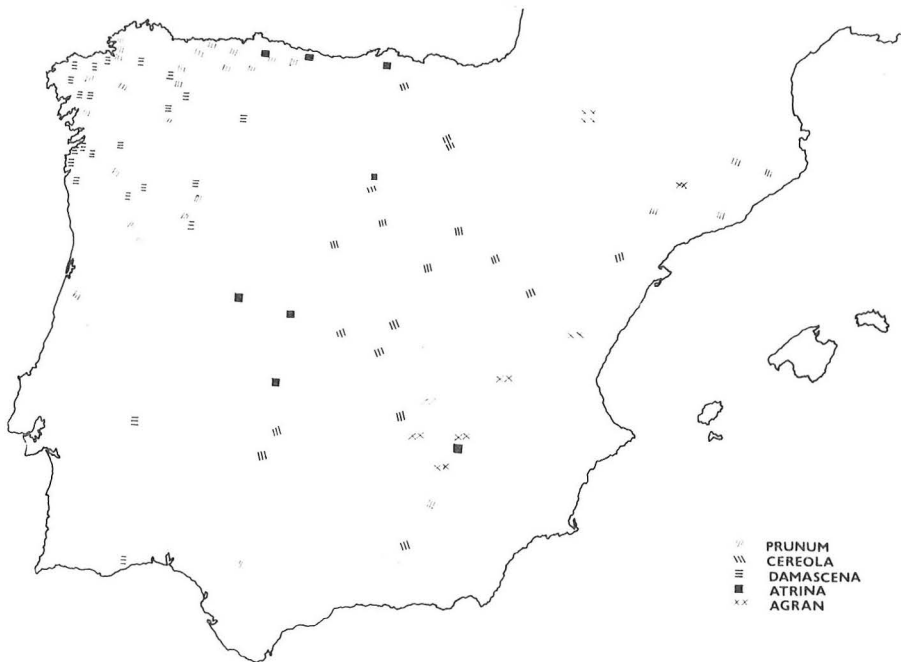 PRUNUM
CEREOLA
DAMASCENA
ATRINA
AGRAN